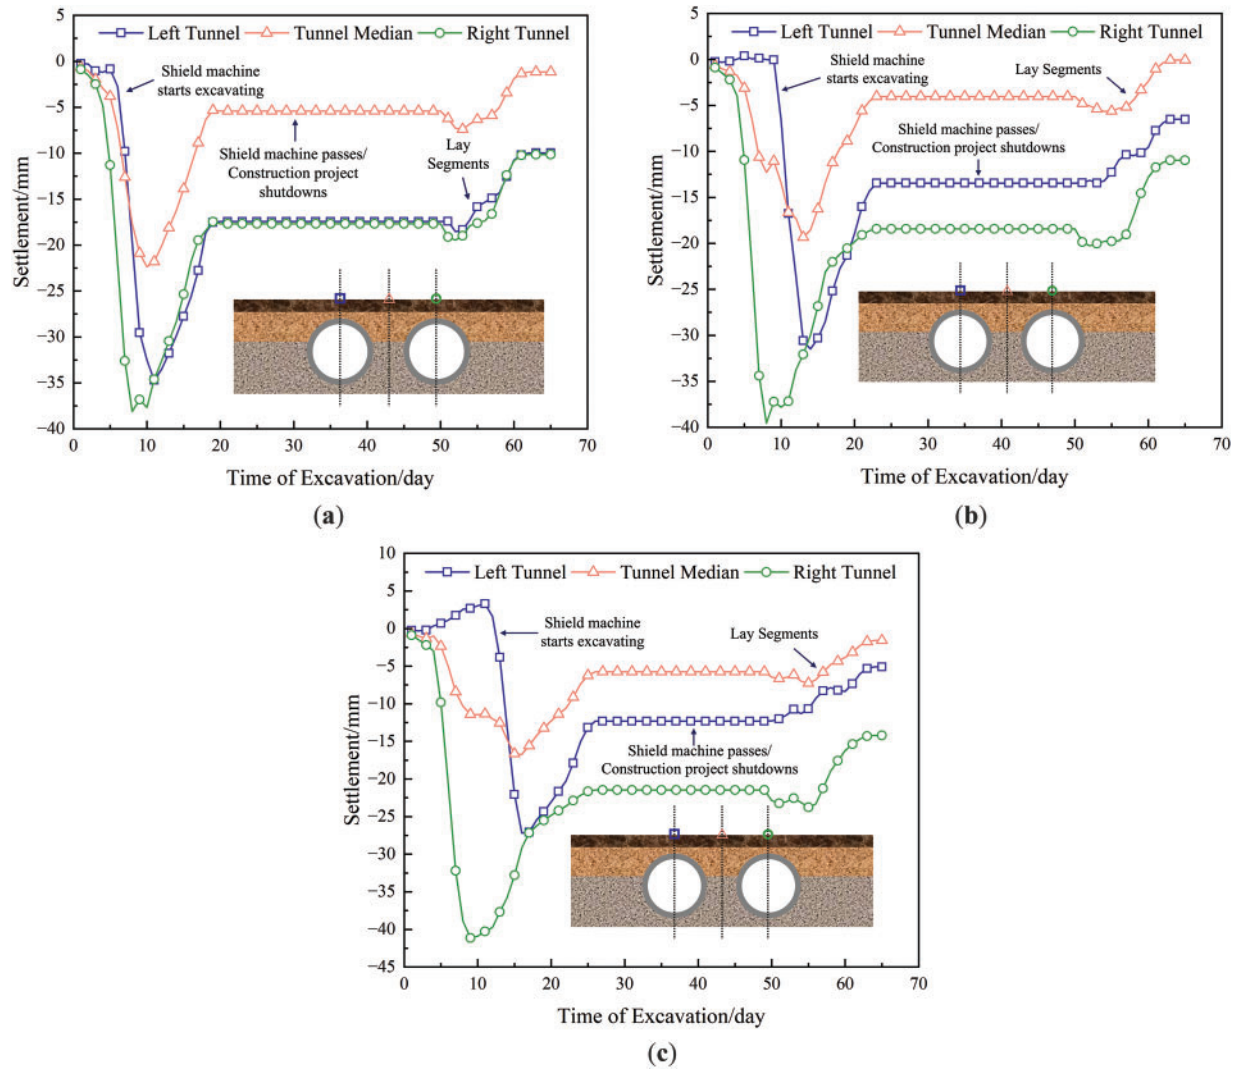 5
0
−5
−10
−15
−20
−25
−30
−35
−40
Settlement/mm
Left Tunnel
Tunnel Median
Right Tunnel
Shield machine
starts excavating
Shield machine passes/
Construction project
shutdowns
Lay
Segments
0
10
20
30
40
50
60
70
Time of Excavation/day
(a)
5
0
−5
−10
−15
−20
−25
−30
−35
−40
Settlement/mm
Left Tunnel
Tunnel Median
Right Tunnel
Shield machine
starts excavating
Lay Segments
Shield machine passes/
Construction project shutdowns
0
10
20
30
40
50
60
70
Time of Excavation/day
(b)
10
5
0
−5
−10
−15
−20
−25
−30
−35
−40
−45
Settlement/mm
Left Tunnel
Tunnel Median
Right Tunnel
Shield machine
starts excavating
Lay Segments
Shield machine passes/
Construction project shutdowns
0
10
20
30
40
50
60
70
Time of Excavation/day
(c)